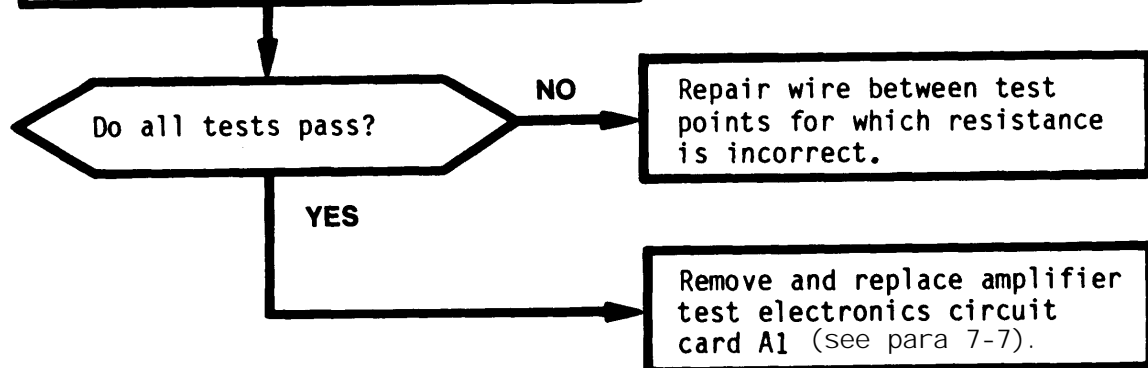 Do all tests pass?
NO
Repair wire between test
points for which resistance
is incorrect.
YES
Remove and replace amplifier
test electronics circuit
card A1 (see para 7-7).